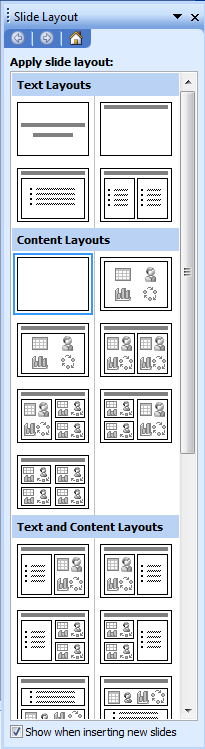 Slide Layout
Apply slide layout:
Text Layouts
Content Layouts
Text and Content Layouts
Show when inserting new slides